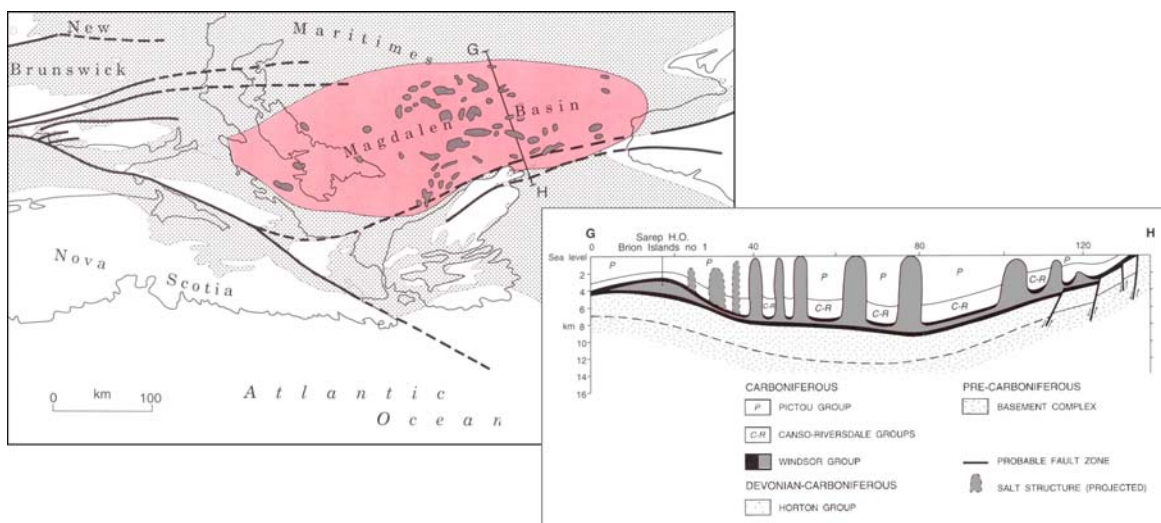 New
Brunswick
Maritimes
G
Magdalen Basin
H
Nova Scotia
km
0 100
Atlantic
Ocean
G
H
Sarep H.O.
Brion Islands no 1
0 40 80 120
Sea level
2
4
6
km 8
10
12
14
16
P P P P P P
C-R C-R C-R C-R C-R
CARBONIFEROUS
P PICTOU GROUP
C-R CANSO-RIVERSDALE GROUPS
WINDSOR GROUP
DEVONIAN-CARBONIFEROUS
HORTON GROUP
PRE-CARBONIFEROUS
BASEMENT COMPLEX
PROBABLE FAULT ZONE
SALT STRUCTURE (PROJECTED)